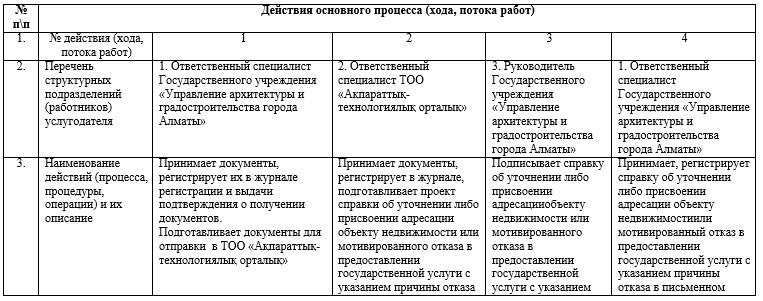 № п\п
Действия основного процесса (хода, потока работ)
1.
№ действия (хода,
потока работ)
1
2
3
4
2.
Перечень
структурных
подразделений
(работников)
услугодателя
1. Ответственный специалист
Государственного учреждения
«Управление архитектуры и
градостроительства города
Алматы»
2. Ответственный
специалист ТОО
«Ақпараттық-
технологиялық орталық»
3. Руководитель
Государственного
учреждения
«Управление
архитектуры и
градостроительства
города Алматы»
1. Ответственный
специалист
Государственного
учреждения «Управление
архитектуры и
градостроительства
города Алматы»
3.
Наименование
действий (процесса,
процедуры,
операции) и их
описание
Принимает документы,
регистрирует их в журнале
регистрации и выдачи
подтверждения о получении
документов.
Подготавливает документы для
отправки в ТОО «Ақпараттық-
технологиялық орталық»
Принимает документы,
регистрирует в журнале,
подготавливает проект
справки об уточнении либо
присвоении адресации
объекту недвижимости или
мотивированного отказа в
предоставлении
государственной услуги с
указанием причины отказа
Подписывает справку
об уточнении либо
присвоении
адресацииобъекту
недвижимости или
мотивированного
отказа в
предоставлении
государственной
услуги с указанием
Принимает, регистрирует
справку об уточнении
либо присвоении
адресации объекту
недвижимостиили
мотивированный отказ в
предоставлении
государственной услуги с
указанием причины
отказа в письменном